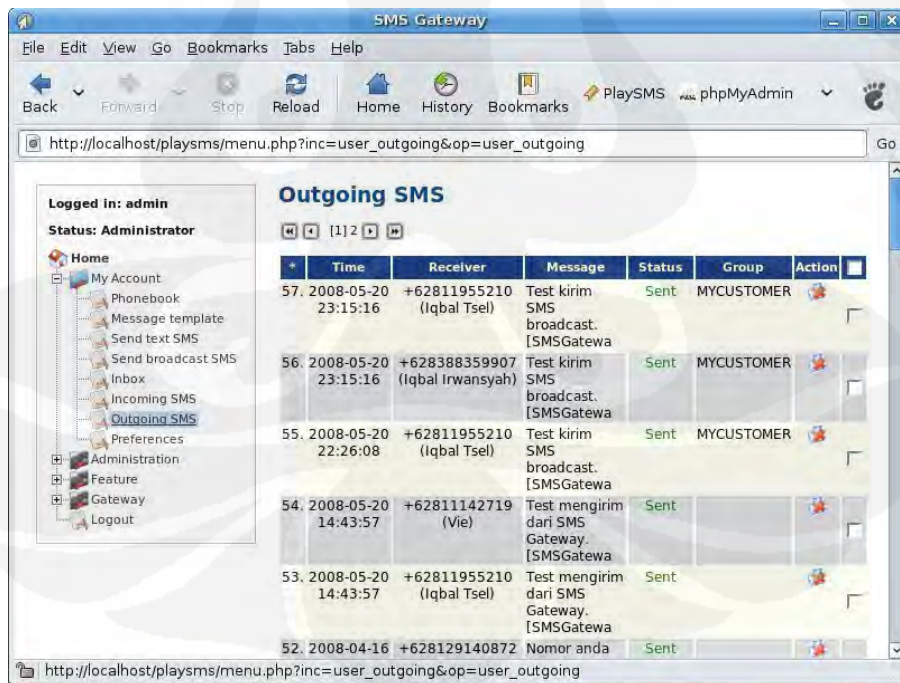 SMS Gateway
File Edit View Go Bookmarks Tabs Help
Back Forward Stop Reload Home History Bookmarks PlaySMS phpMyAdmin
http://localhost/playsms/menu.php?inc=user_outgoing&op=user_outgoing Go
Logged in: admin
Status: Administrator
Home
My Account
Phonebook
Message template
Send text SMS
Send broadcast SMS
Inbox
Incoming SMS
Outgoing SMS
Preferences
Administration
Feature
Gateway
Logout
Outgoing SMS
[1] 2
* Time Receiver Message Status Group Action
57. 2008-05-20 +62811955210 Test kirim Sent MYCUSTOMER
23:15:16 (Iqbal Tsel) SMS
broadcast.
[SMSGatewa
56. 2008-05-20 +628388359907 Test kirim Sent MYCUSTOMER
23:15:16 (Iqbal Irwansyah) SMS
broadcast.
[SMSGatewa
55. 2008-05-20 +62811955210 Test kirim Sent MYCUSTOMER
22:26:08 (Iqbal Tsel) SMS
broadcast.
[SMSGatewa
54. 2008-05-20 +62811142719 Test mengirim Sent
14:43:57 (Vie) dari SMS
Gateway.
[SMSGatewa
53. 2008-05-20 +62811955210 Test mengirim Sent
14:43:57 (Iqbal Tsel) dari SMS
Gateway.
[SMSGatewa
52. 2008-04-16 +628129140872 Nomor anda Sent
http://localhost/playsms/menu.php?inc=user_outgoing&op=user_outgoing